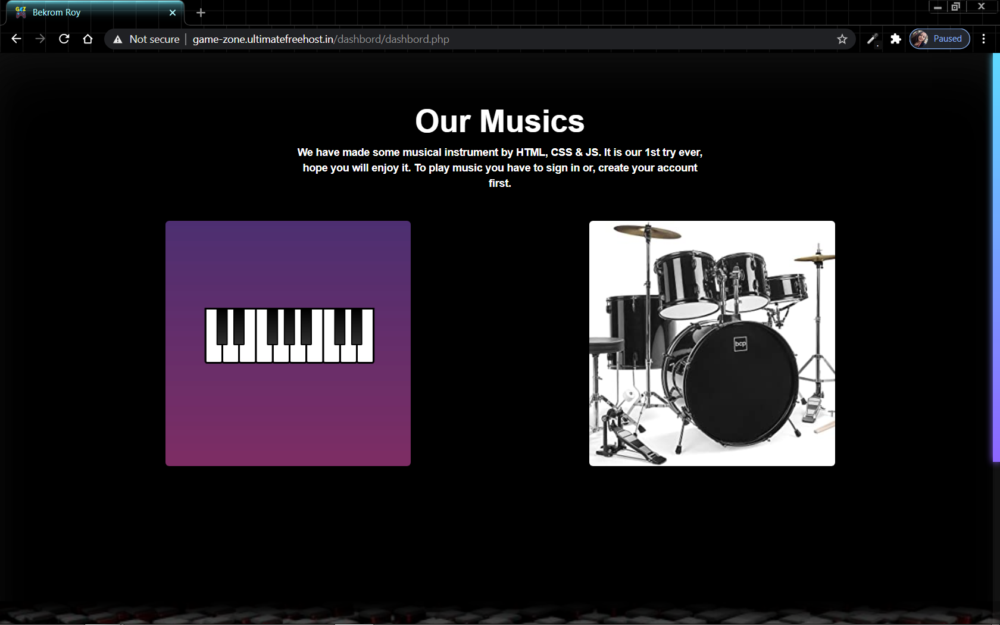 Bekrom Roy
Not secure
game-zone.ultimatefreehost.in/dashbord/dashbord.php
Paused
Our Musics
We have made some musical instrument by HTML, CSS & JS. It is our 1st try ever,
hope you will enjoy it. To play music you have to sign in or, create your account
first.
bcp